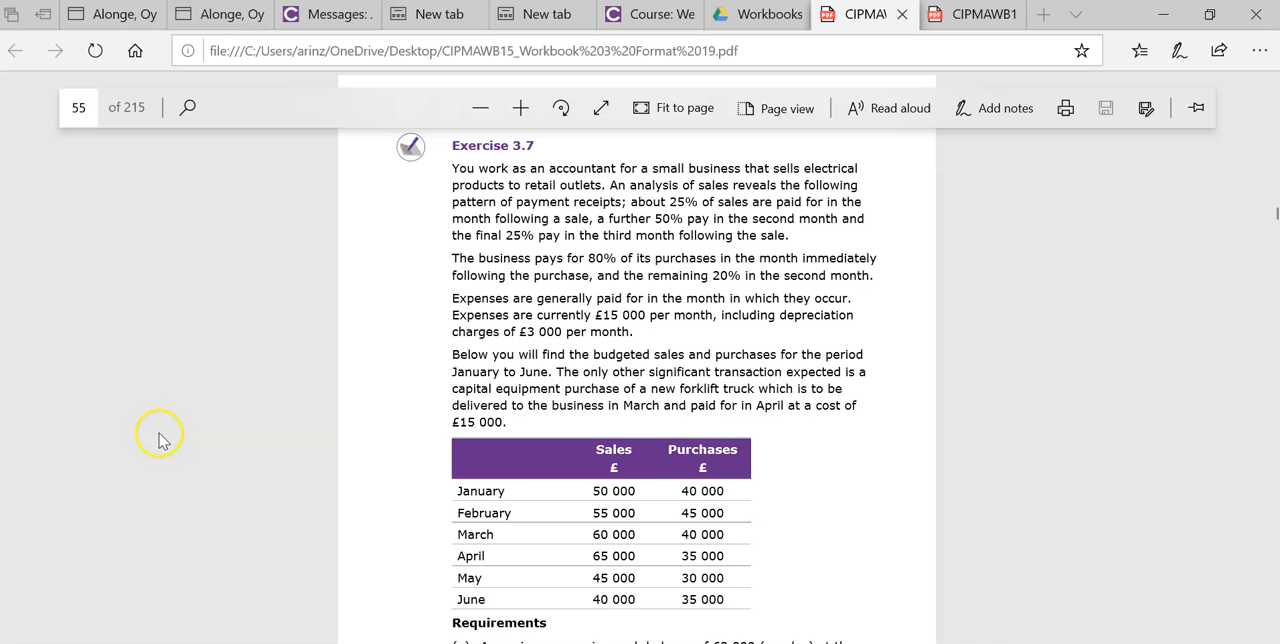 Alonge, Oy
Alonge, Oy
Messages: .
New tab
New tab
Course: We
Workbooks
CIPMAV
CIPMAWB1
file:///C:/Users/arinz/OneDrive/Desktop/CIPMAWB15_Workbook%203%20Format%2019.pdf
55 of 215
Fit to page
Page view
Read aloud
Add notes
Exercise 3.7
You work as an accountant for a small business that sells electrical
products to retail outlets. An analysis of sales reveals the following
pattern of payment receipts; about 25% of sales are paid for in the
month following a sale, a further 50% pay in the second month and
the final 25% pay in the third month following the sale.
The business pays for 80% of its purchases in the month immediately
following the purchase, and the remaining 20% in the second month.
Expenses are generally paid for in the month in which they occur.
Expenses are currently £15 000 per month, including depreciation
charges of £3 000 per month.
Below you will find the budgeted sales and purchases for the period
January to June. The only other significant transaction expected is a
capital equipment purchase of a new forklift truck which is to be
delivered to the business in March and paid for in April at a cost of
£15 000.
Sales Purchases
£ £
January 50 000 40 000
February 55 000 45 000
March 60 000 40 000
April 65 000 35 000
May 45 000 30 000
June 40 000 35 000
Requirements